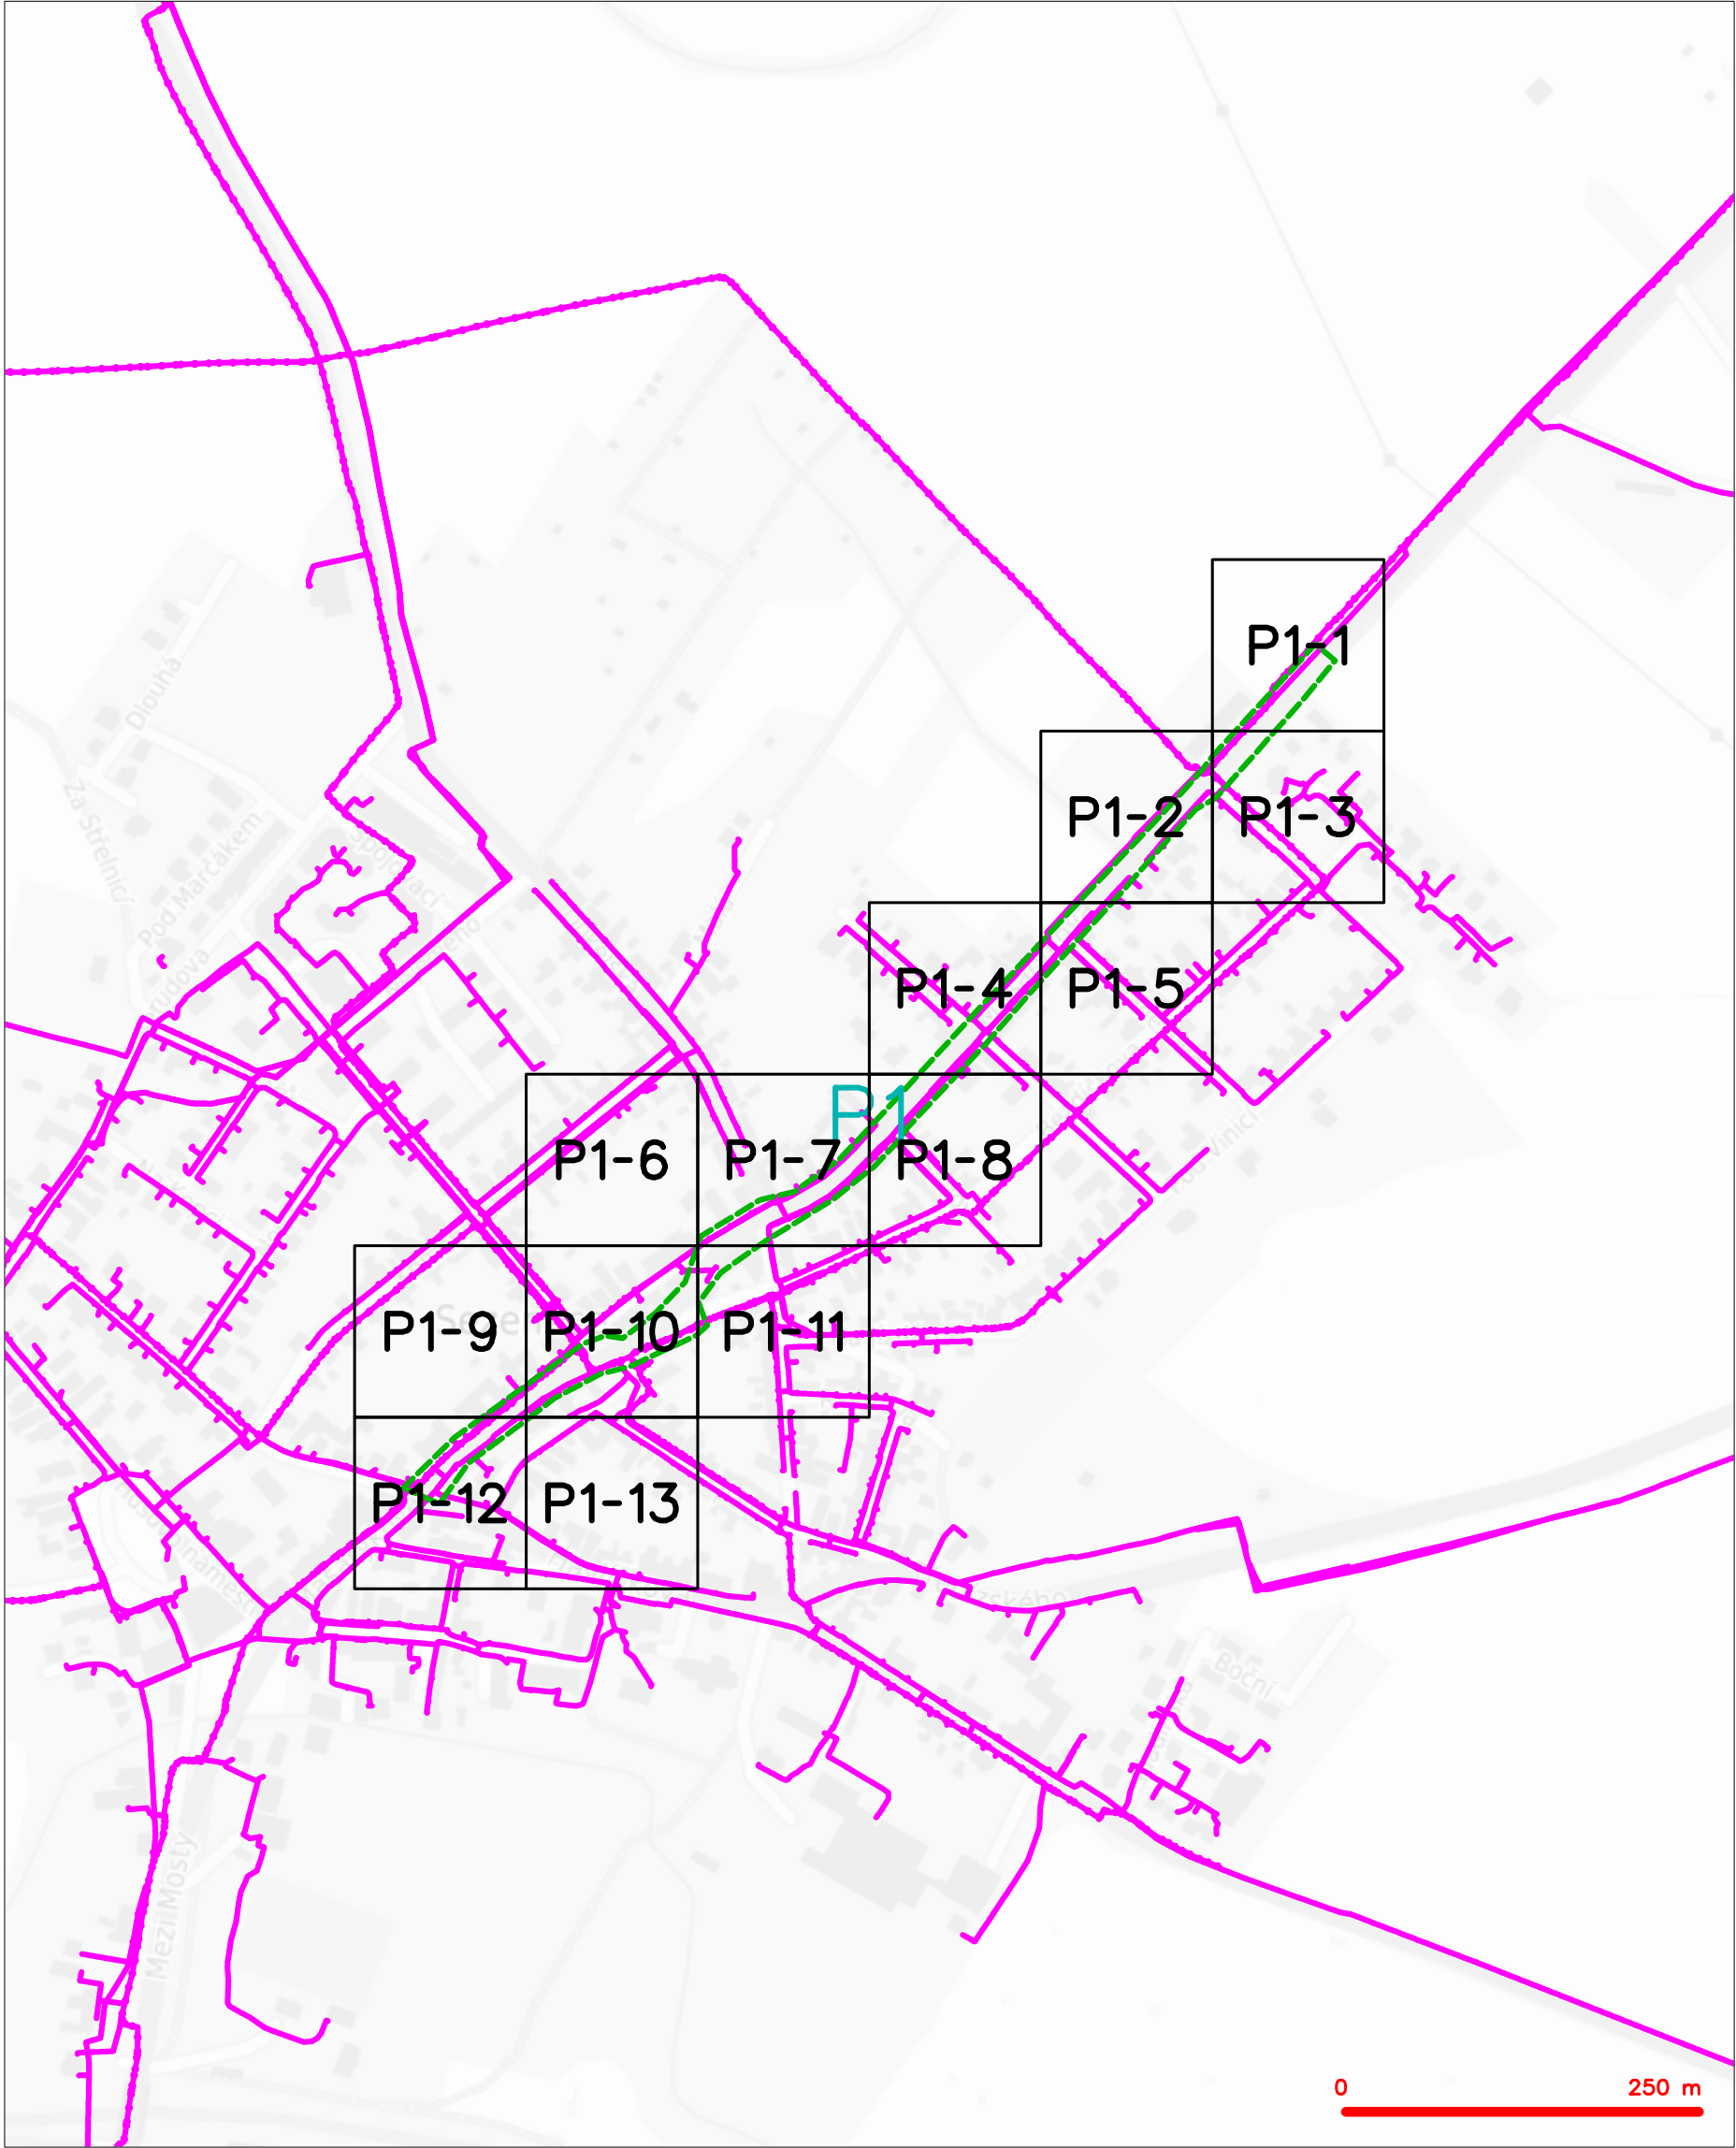 P1-1
Dlouhá
P1-2
P1-3
Za Střelnicí
Pod Marčákem
P1-4
P1-5
P1
P1-6
P1-7
P1-8
P1-9
P1-10
P1-11
P1-12
P1-13
Boční
Mezi Mosty
0
250 m